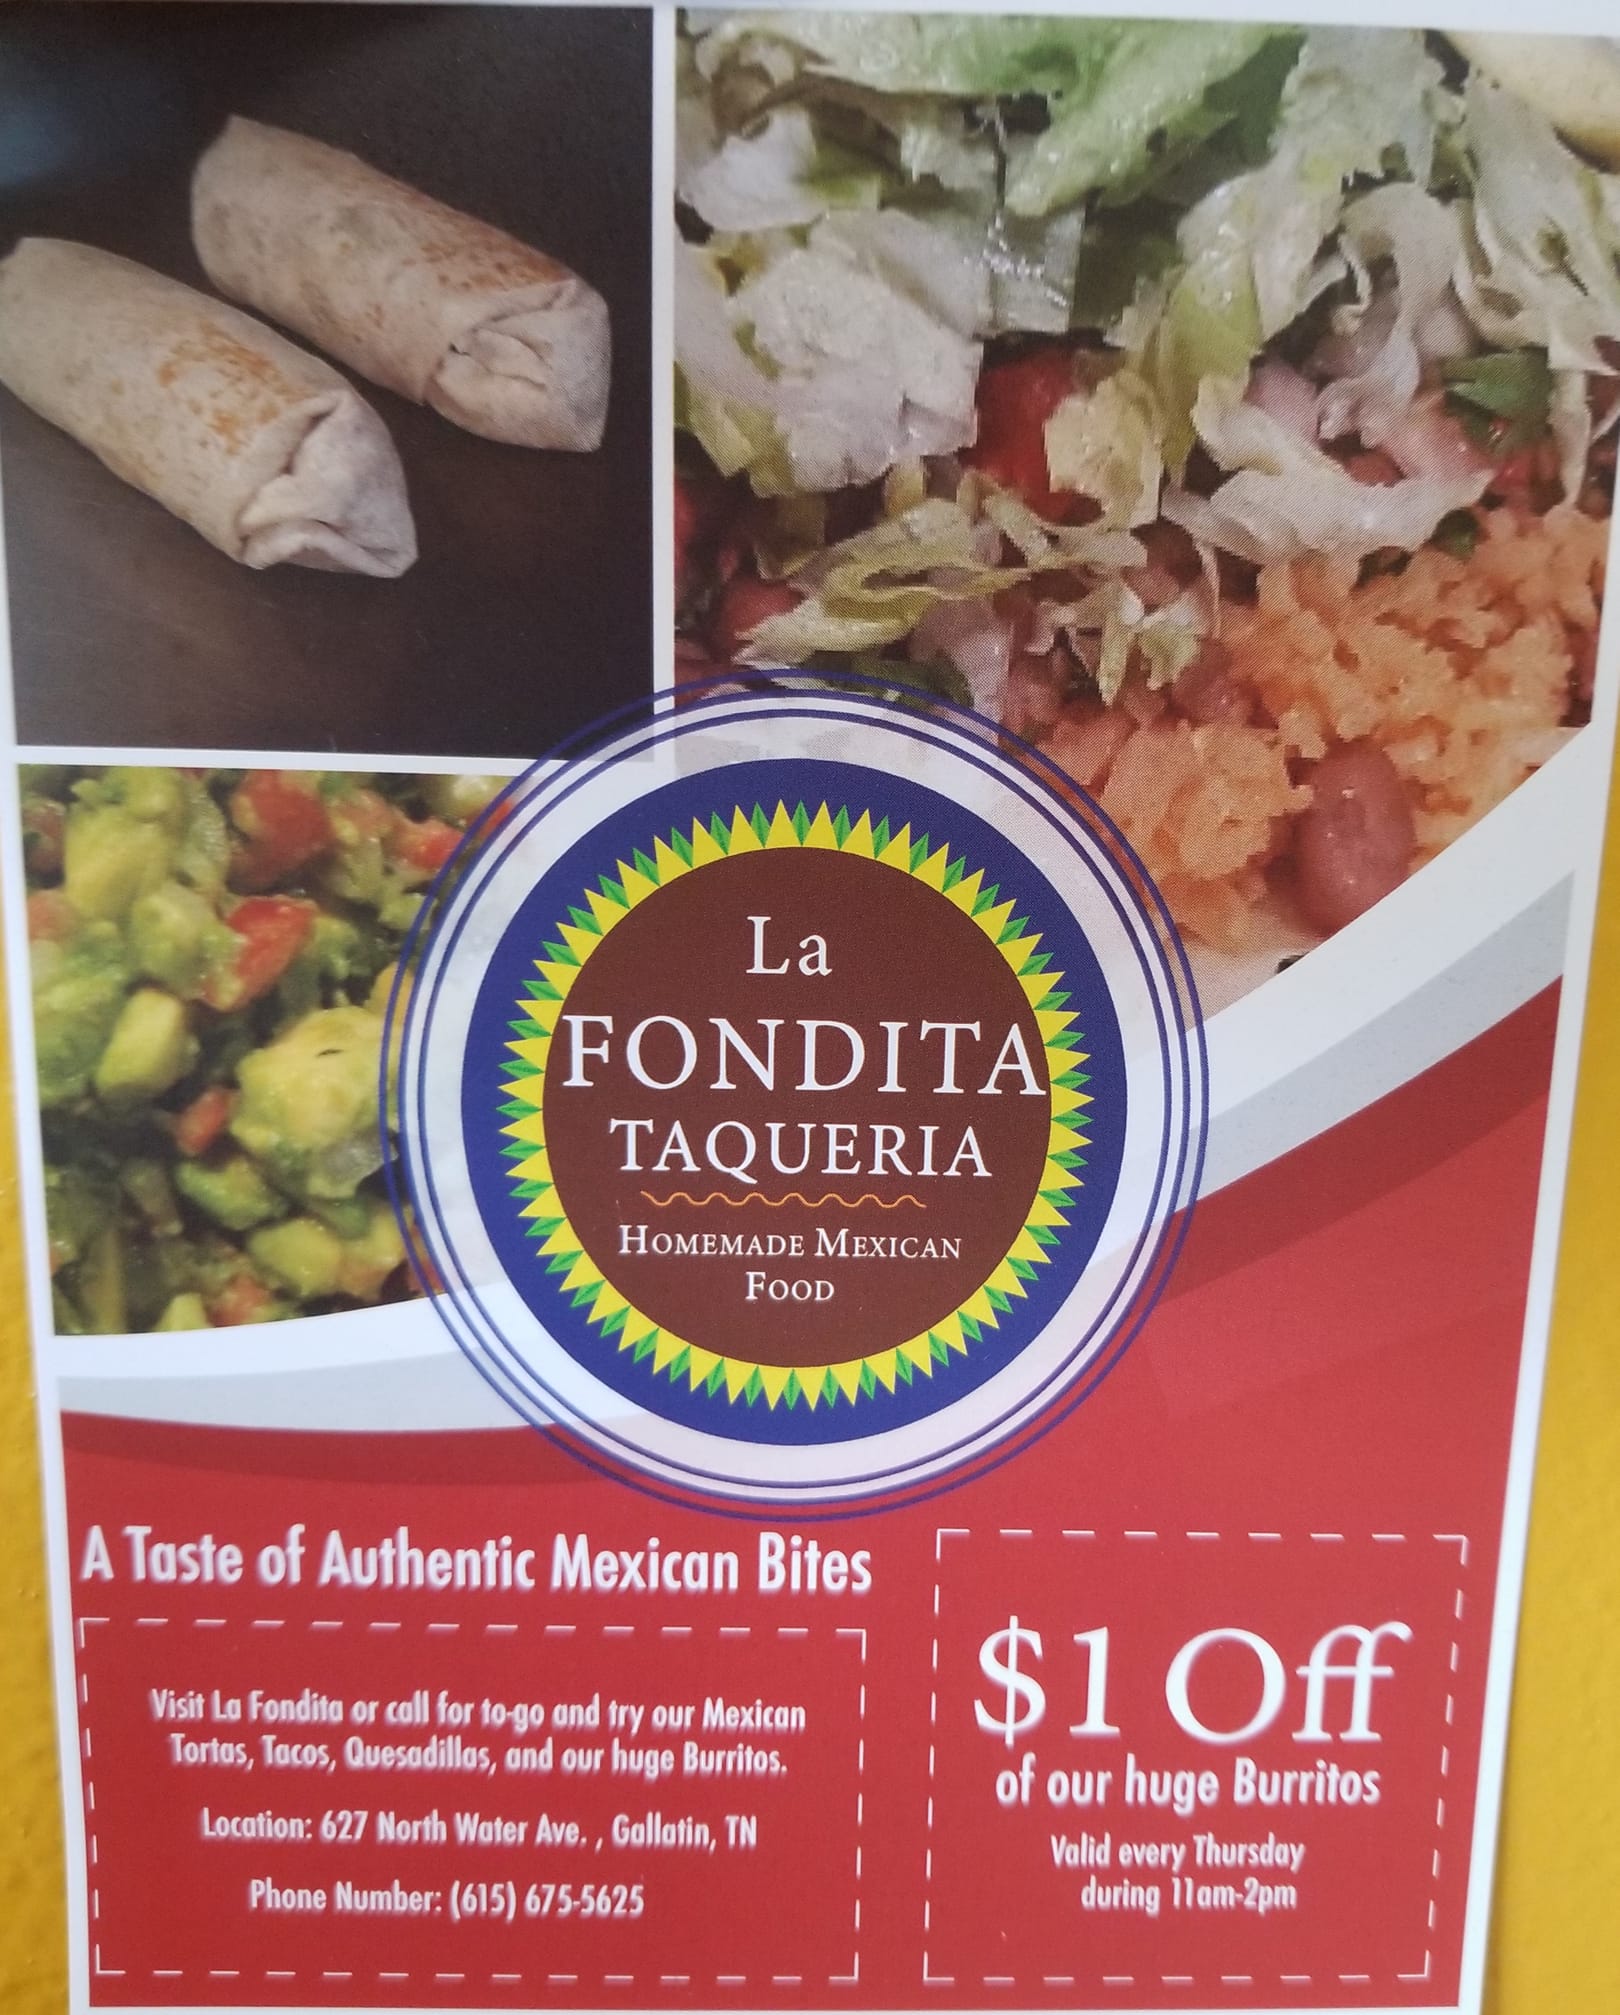 La
FONDITA
TAQUERIA
HOMEMADE MEXICAN
FOOD
A Taste of Authentic Mexican Bites
Visit La Fondita or call for to-go and try our Mexican
Tortas, Tacos, Quesadillas, and our huge Burritos.
Location: 627 North Water Ave. , Gallatin, TN
Phone Number: (615) 675-5625
$1 Off
of our huge Burritos
Valid every Thursday
during 11am-2pm